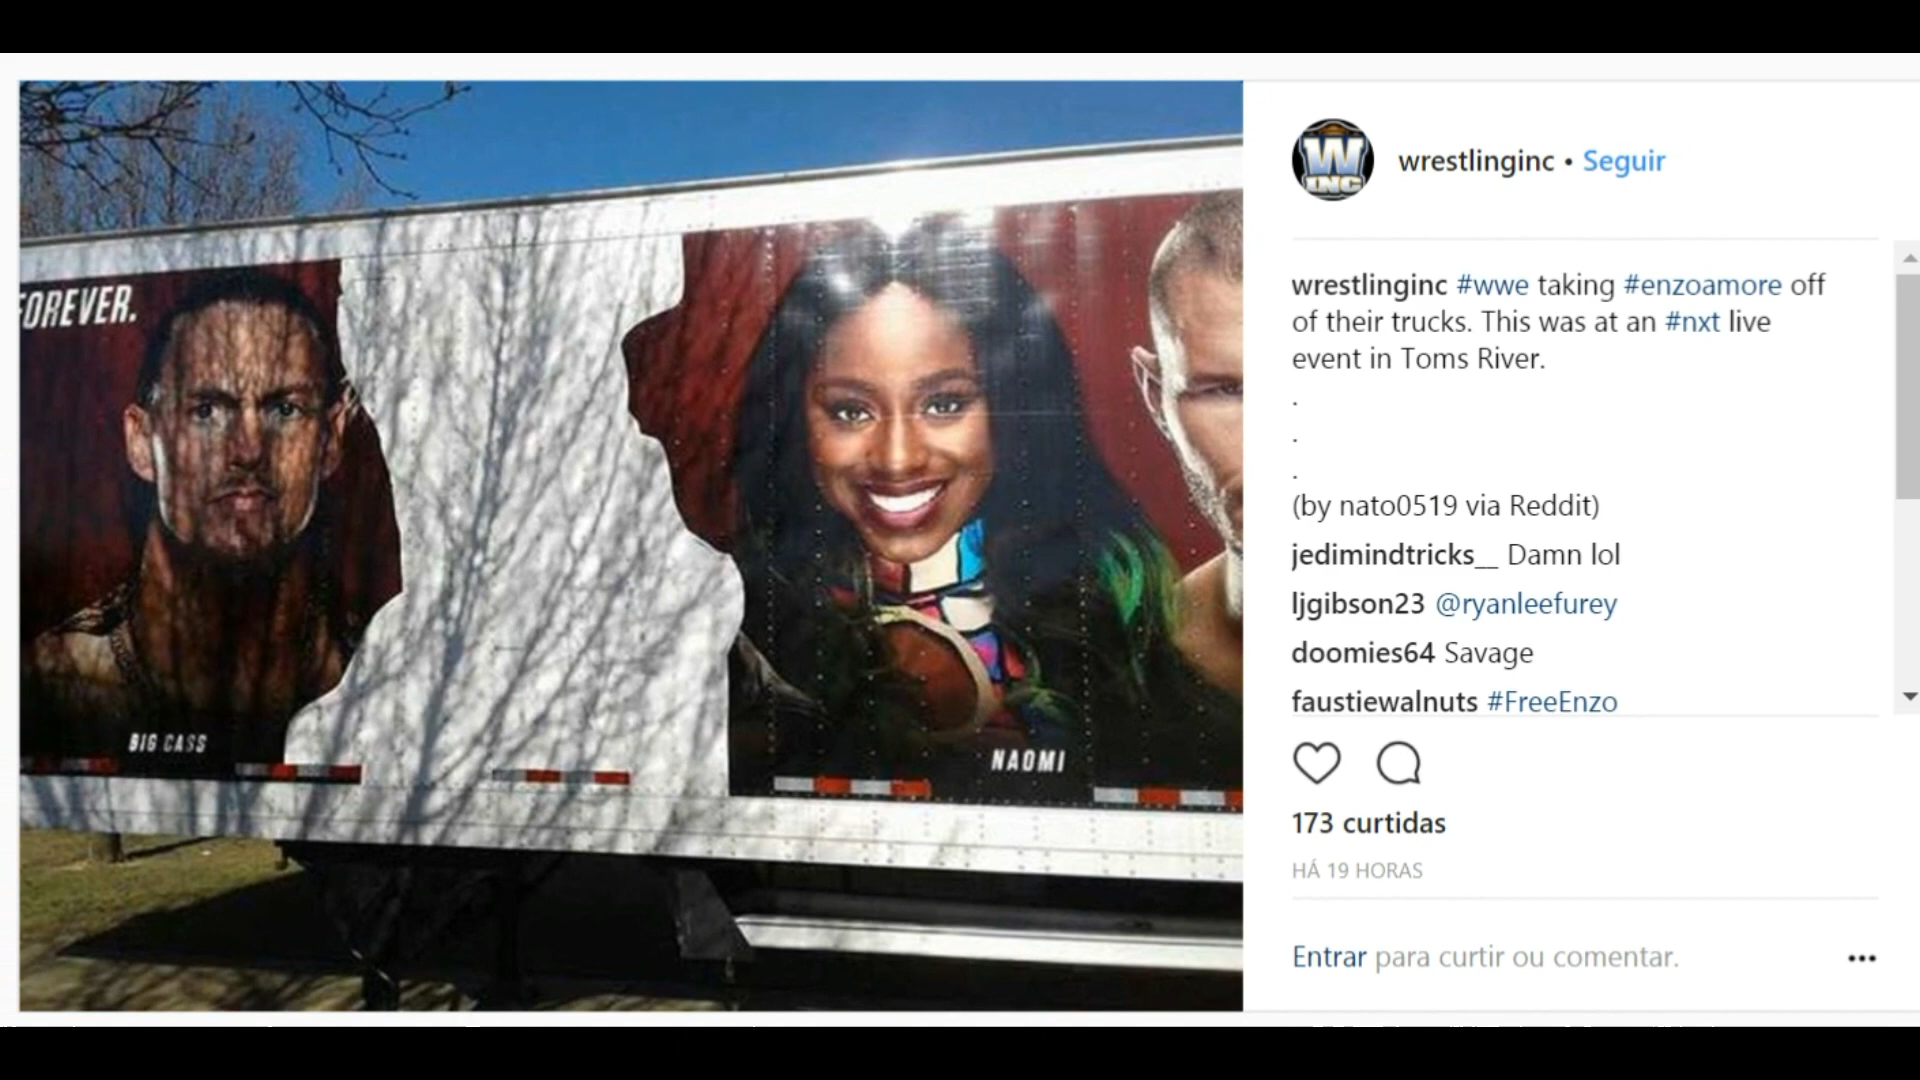 FOREVER.
BIG CASS
NAOMI
W
INC
wrestlinginc • Seguir
wrestlinginc #wwe taking #enzoamore off
of their trucks. This was at an #nxt live
event in Toms River.
.
.
.
(by nato0519 via Reddit)
jedimindtricks__ Damn lol
ljgibson23 @ryanleefurey
doomies64 Savage
faustiewalnuts #FreeEnzo
173 curtidas
HÁ 19 HORAS
Entrar para curtir ou comentar.